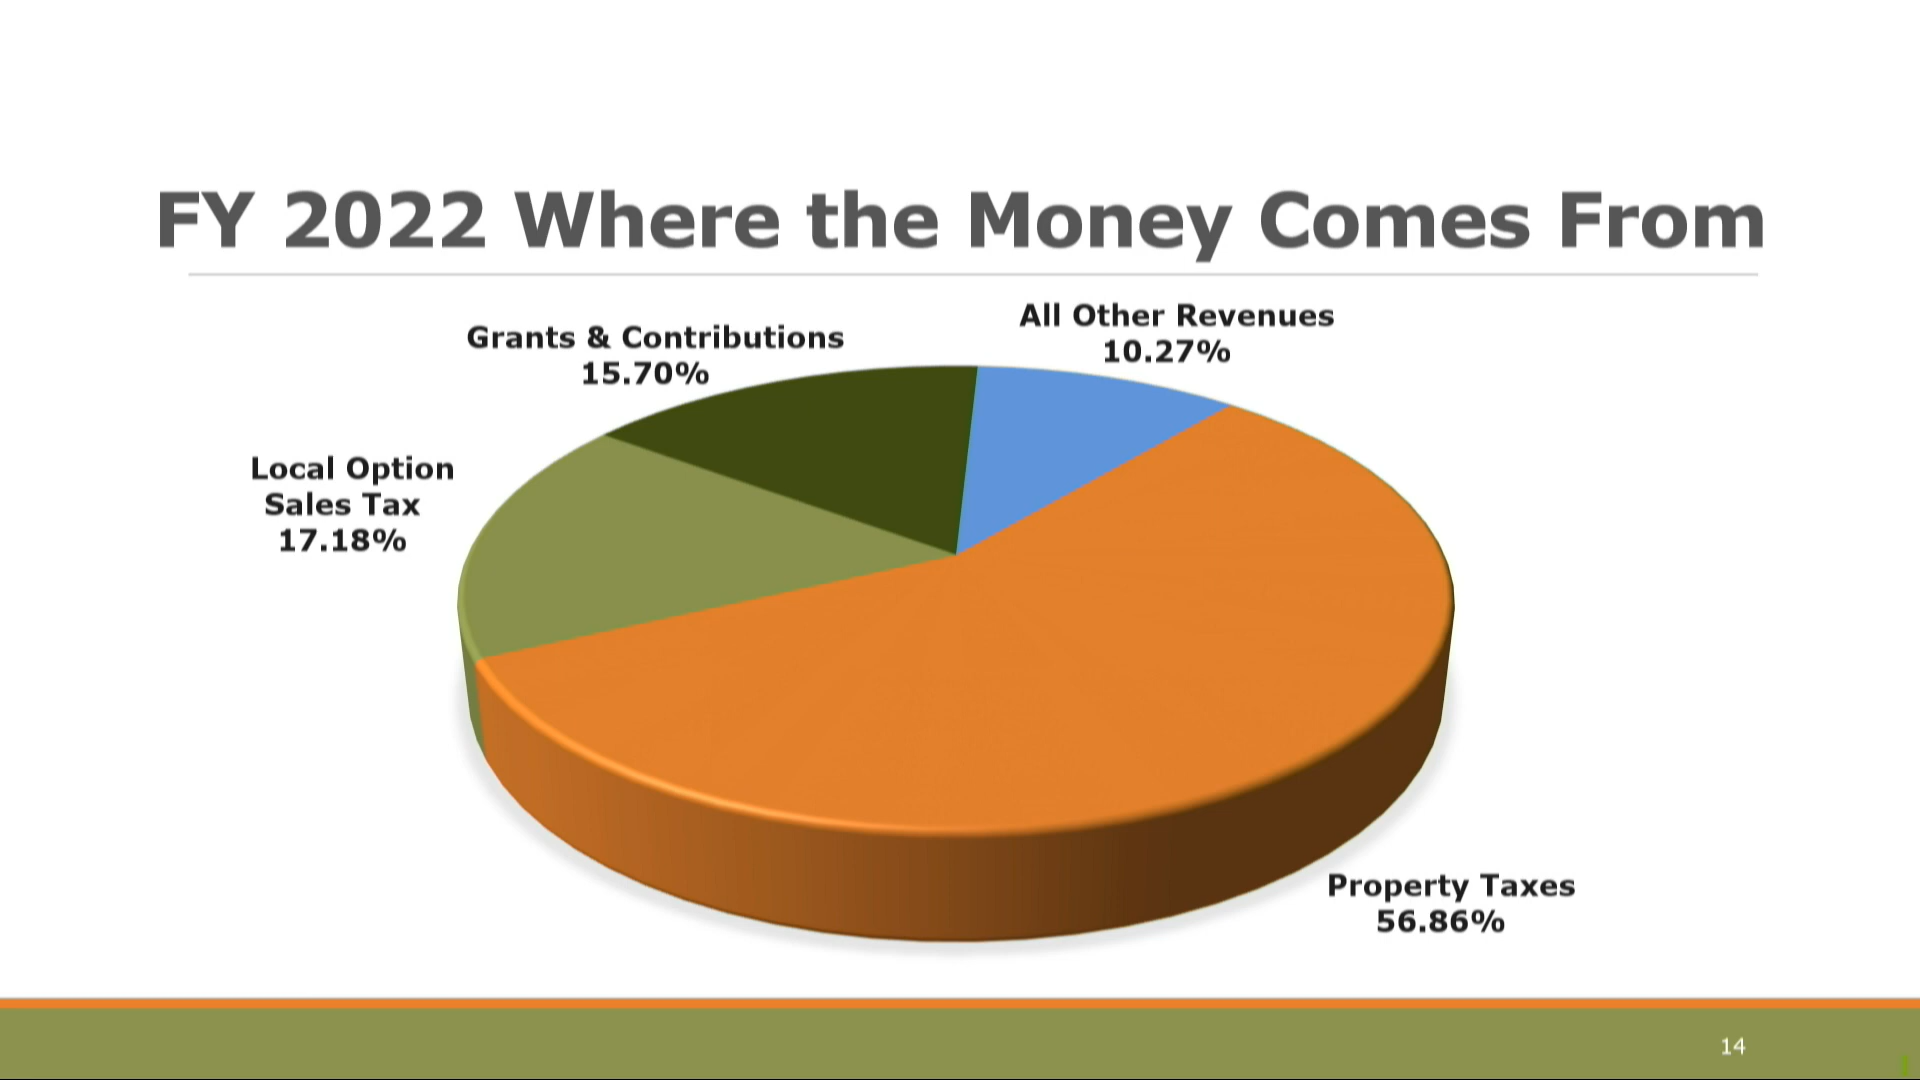 FY 2022 Where the Money Comes From
All Other Revenues
10.27%
Grants & Contributions
15.70%
Local Option
Sales Tax
17.18%
Property Taxes
56.86%
14